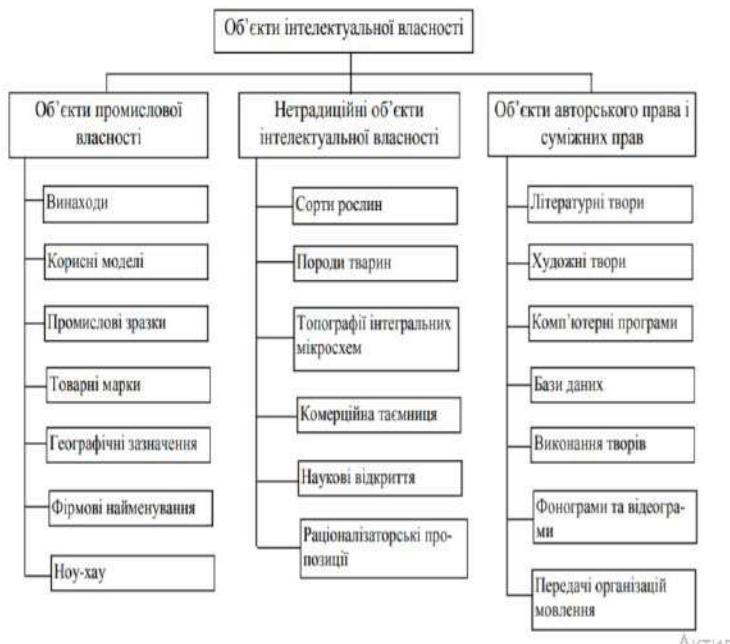 Об’єкти інтелектуальної власності
Об’єкти промислової
власності
Винаходи
Корисні моделі
Промислові зразки
Товарні марки
Географічні зазначення
Фірмові найменування
Ноу-хау
Нетрадиційні об’єкти
інтелектуальної власності
Сорти рослин
Породи тварин
Топографії інтегральних
мікросхем
Комерційна таємниця
Наукові відкриття
Раціоналізаторські про-
позиції
Об’єкти авторського права і
суміжних прав
Літературні твори
Художні твори
Комп’ютерні програми
Бази даних
Виконання творів
Фонограми та відеогра-
ми
Передачі організацій
мовлення